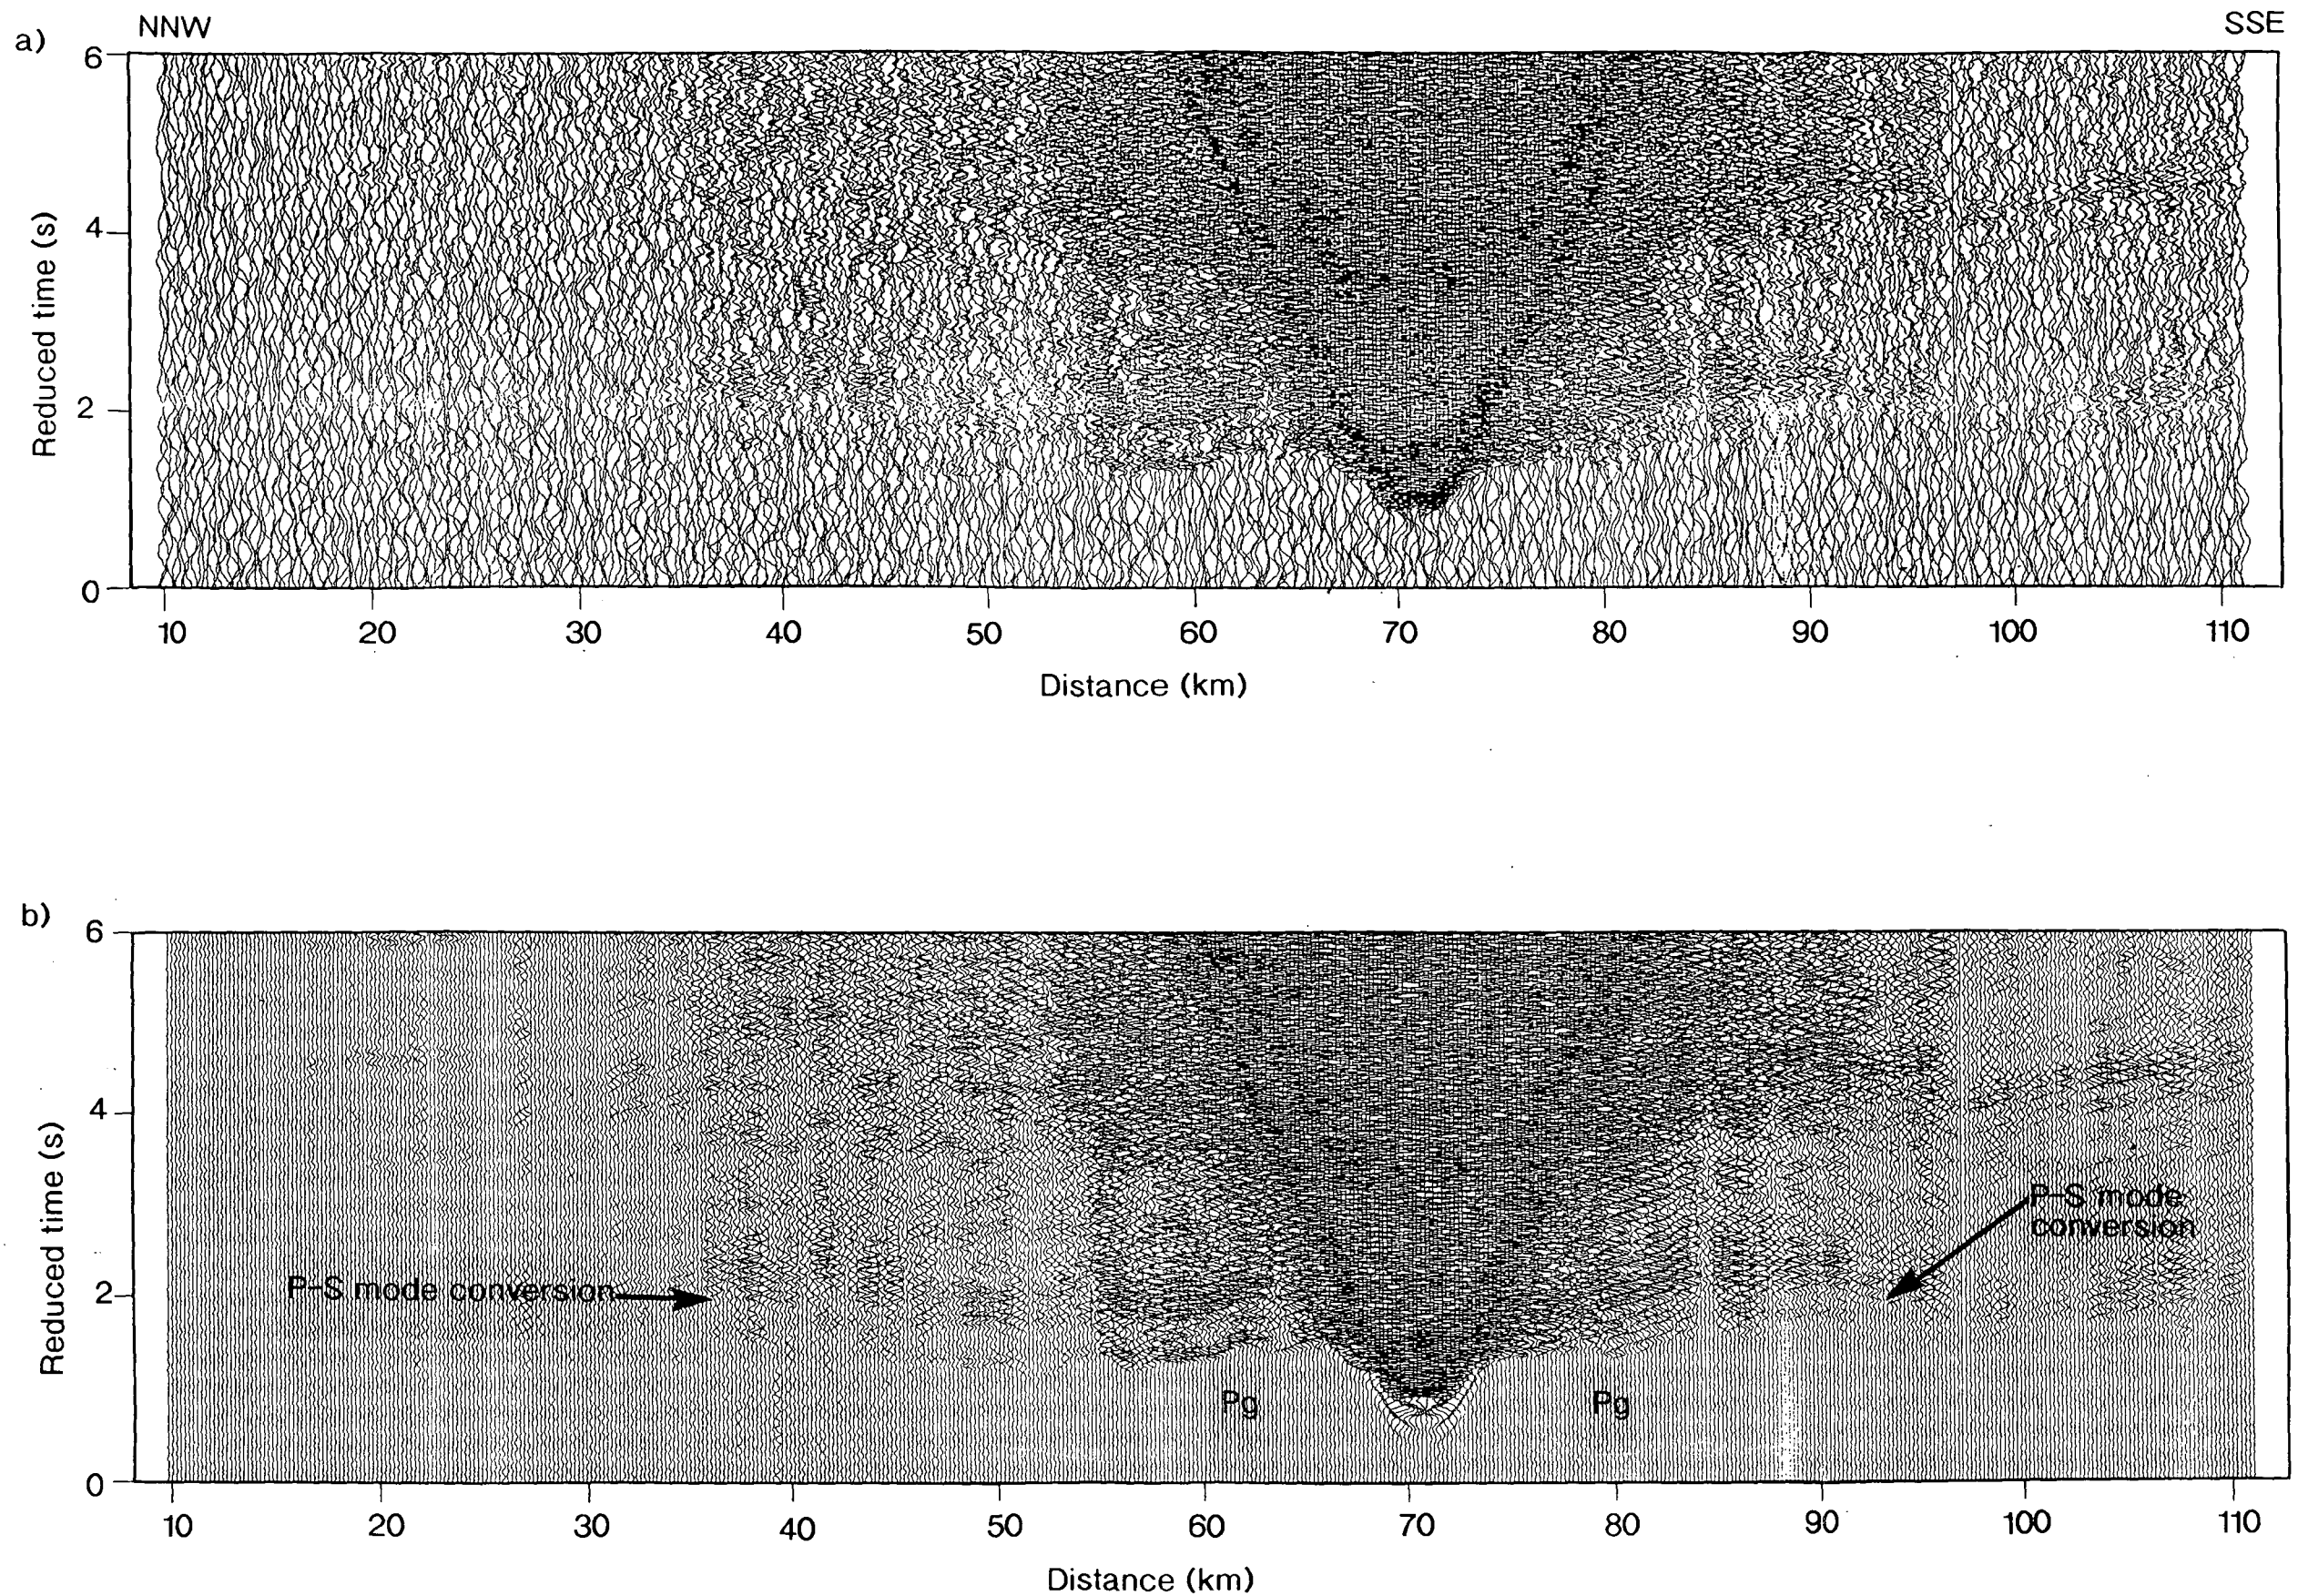 a)
NNW
SSE
6
4
2
0
Reduced time (s)
10 20 30 40 50 60 70 80 90 100 110
Distance (km)
b)
6
4
2
0
Reduced time (s)
P-S mode
conversion
P-S mode conversion
Pg
Pg
10 20 30 40 50 60 70 80 90 100 110
Distance (km)